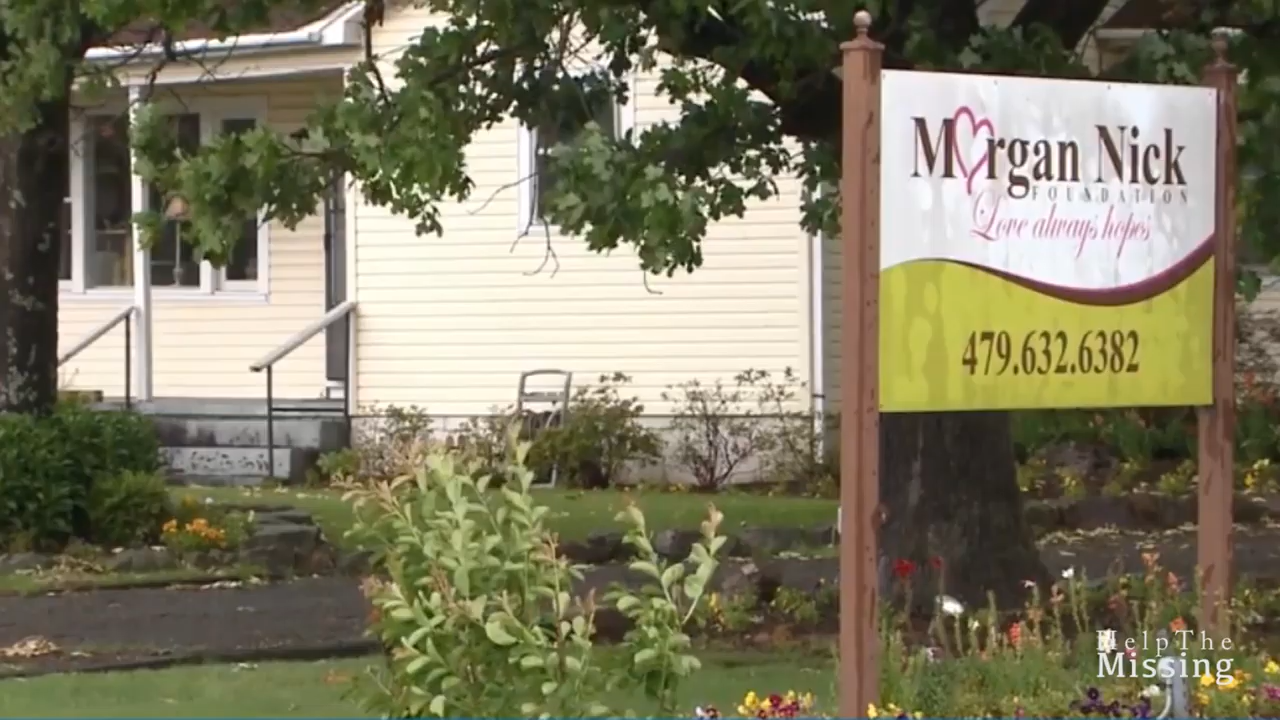 Morgan Nick
FOUNDATION
Love always hopes
479.632.6382
HelpThe
Missing